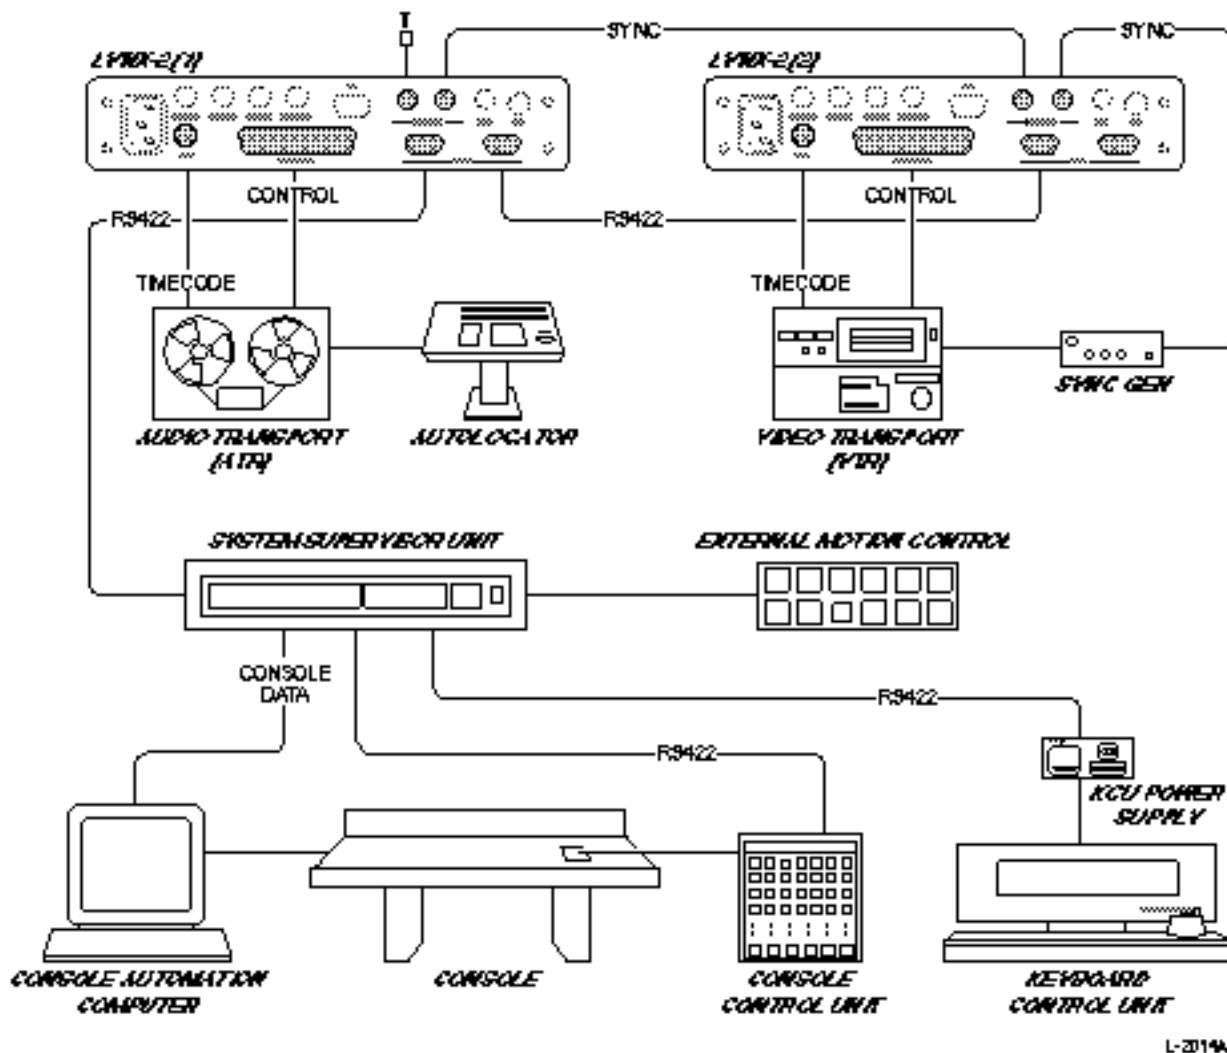 T
SYNC
SYNC
LYNX-2(1)
LYNX-2(2)
CONTROL
CONTROL
RS422
RS422
TIMECODE
TIMECODE
AUDIO TRANSPORT
(ATR)
AUTOLOCATOR
VIDEO TRANSPORT
(VTR)
SYNC GEN
SYSTEM SUPERVISOR UNIT
EXTERNAL MOTION CONTROL
CONSOLE
DATA
RS422
RS422
KCU POWER
SUPPLY
CONSOLE AUTOMATION
COMPUTER
CONSOLE
CONSOLE
CONTROL UNIT
KEYBOARD
CONTROL UNIT
L-2014A